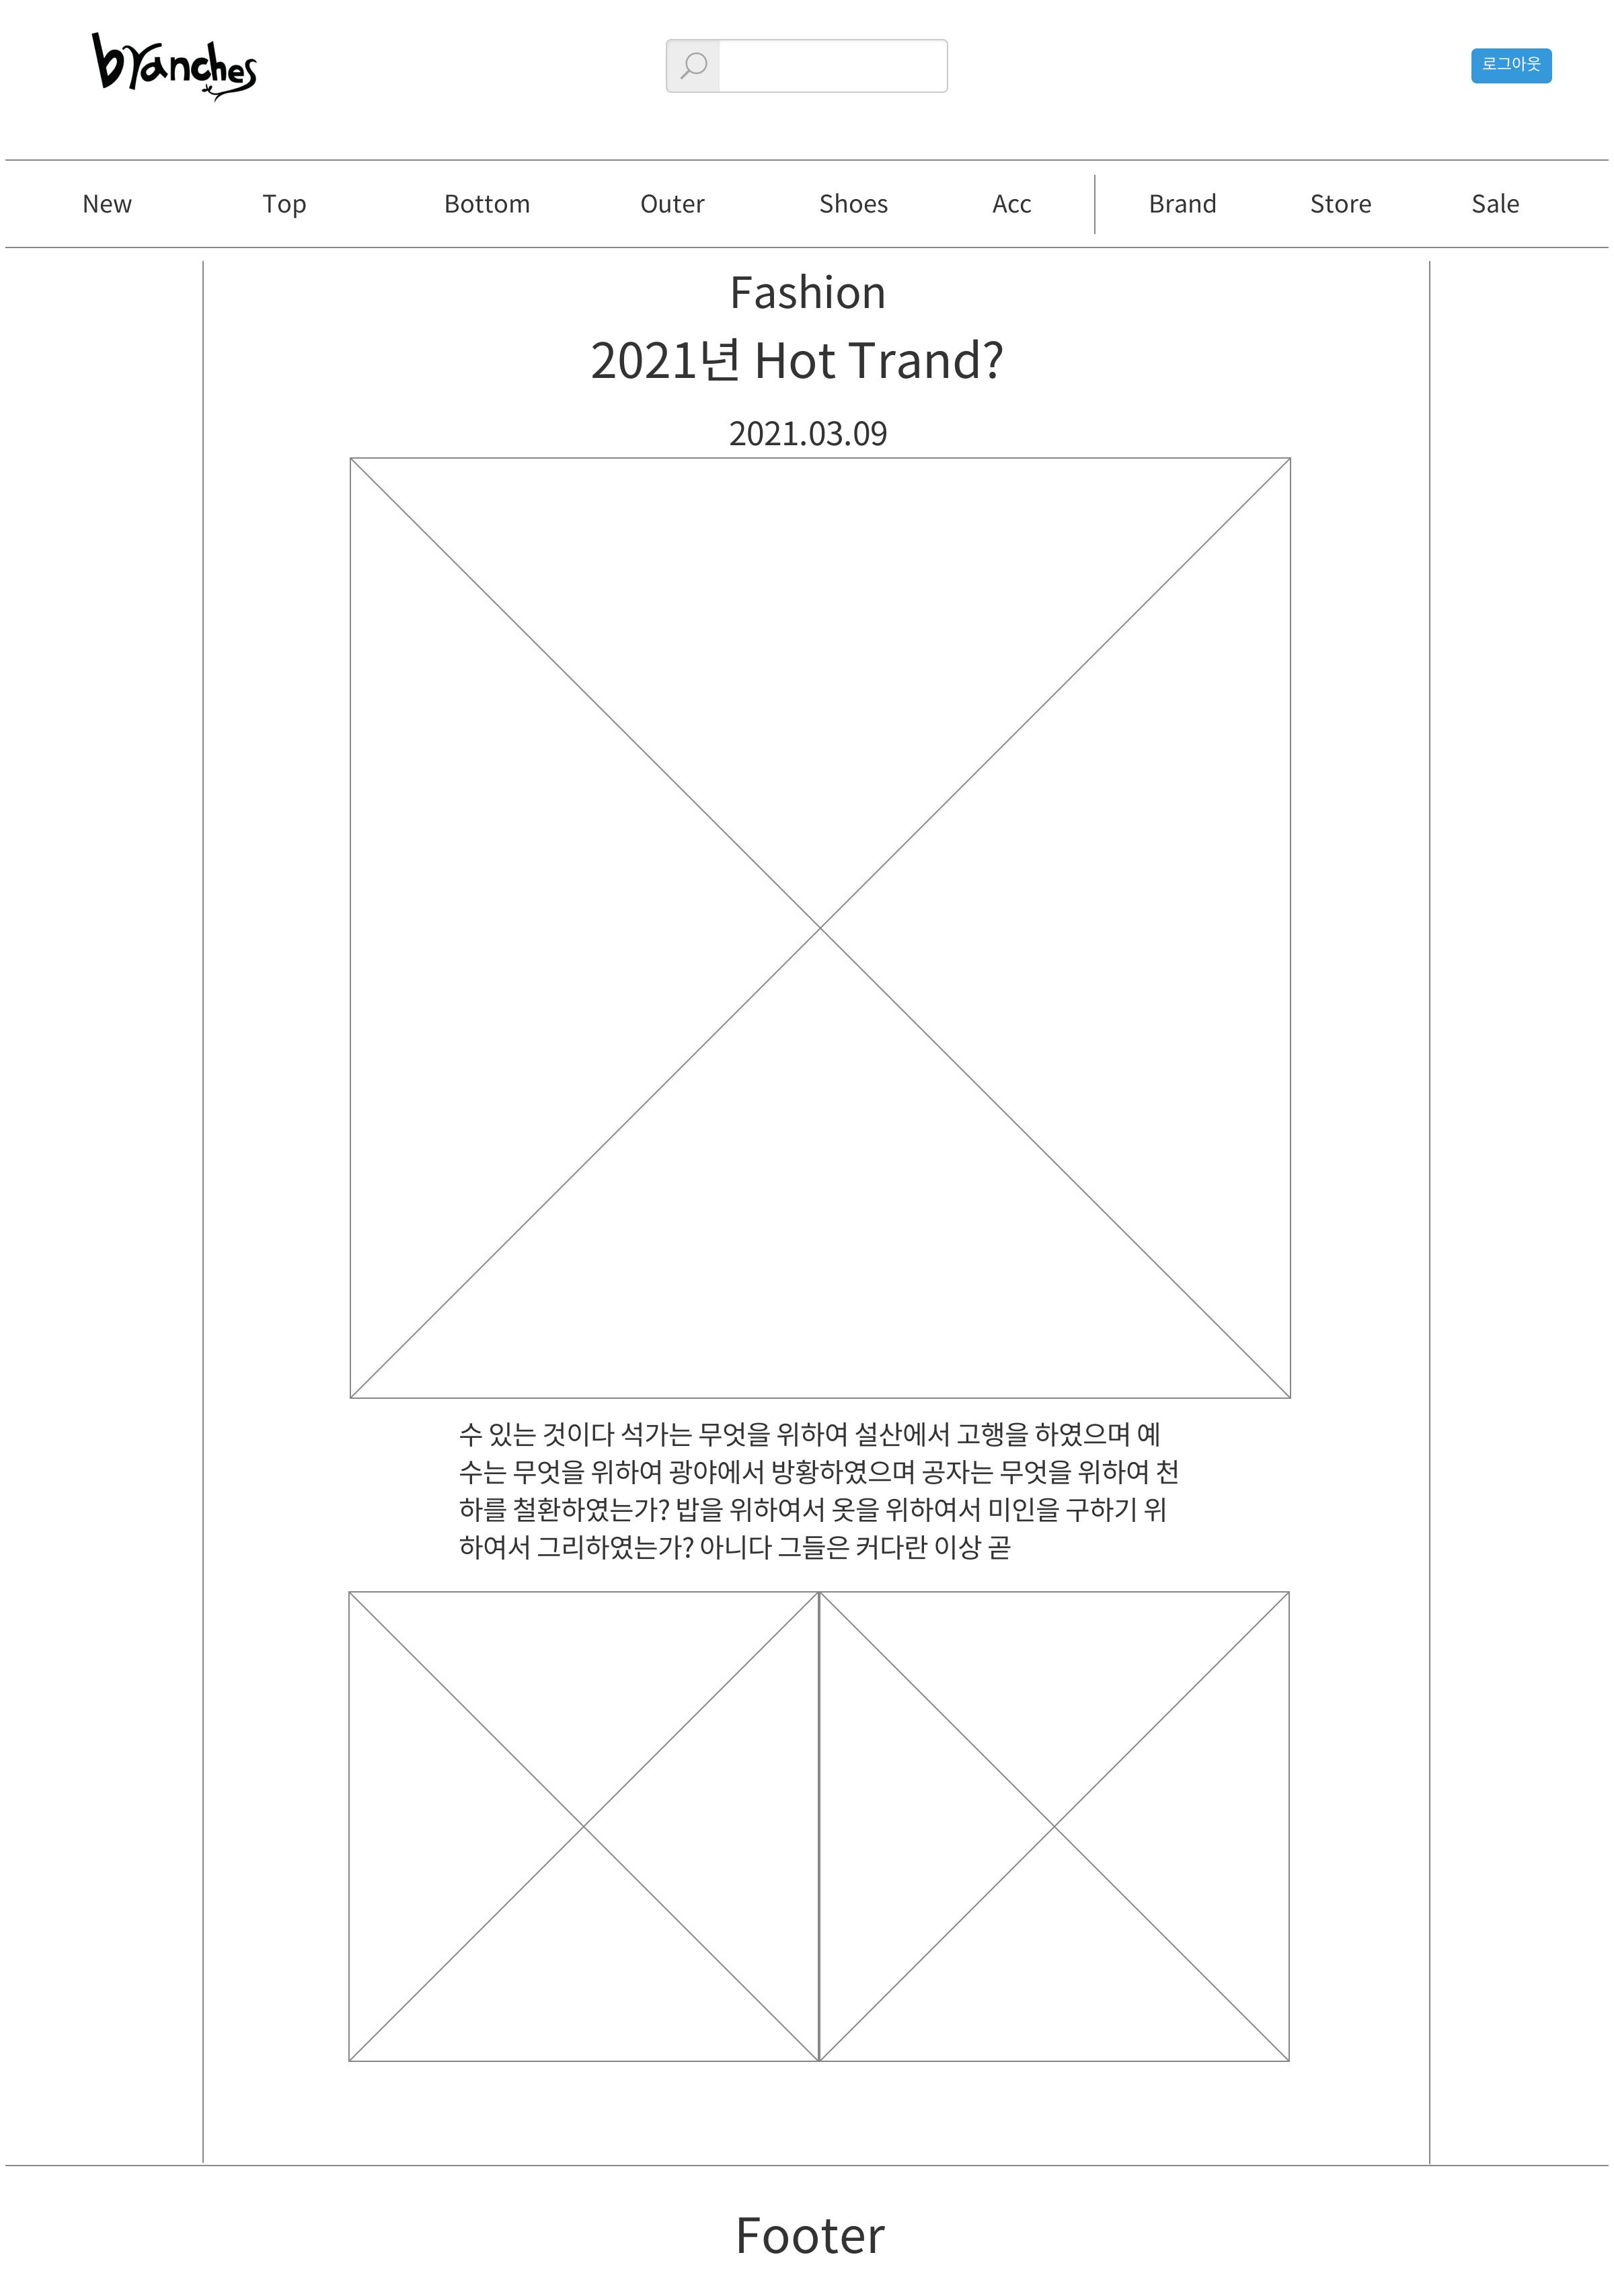 branches
로그아웃
New Top Bottom Outer Shoes Acc Brand Store Sale
Fashion
2021년 Hot Trand?
2021.03.09
수 있는 것이다 석가는 무엇을 위하여 설산에서 고행을 하였으며 예
수는 무엇을 위하여 광야에서 방황하였으며 공자는 무엇을 위하여 천
하를 철환하였는가? 밥을 위하여서 옷을 위하여서 미인을 구하기 위
하여서 그리하였는가? 아니다 그들은 커다란 이상 곧
Footer